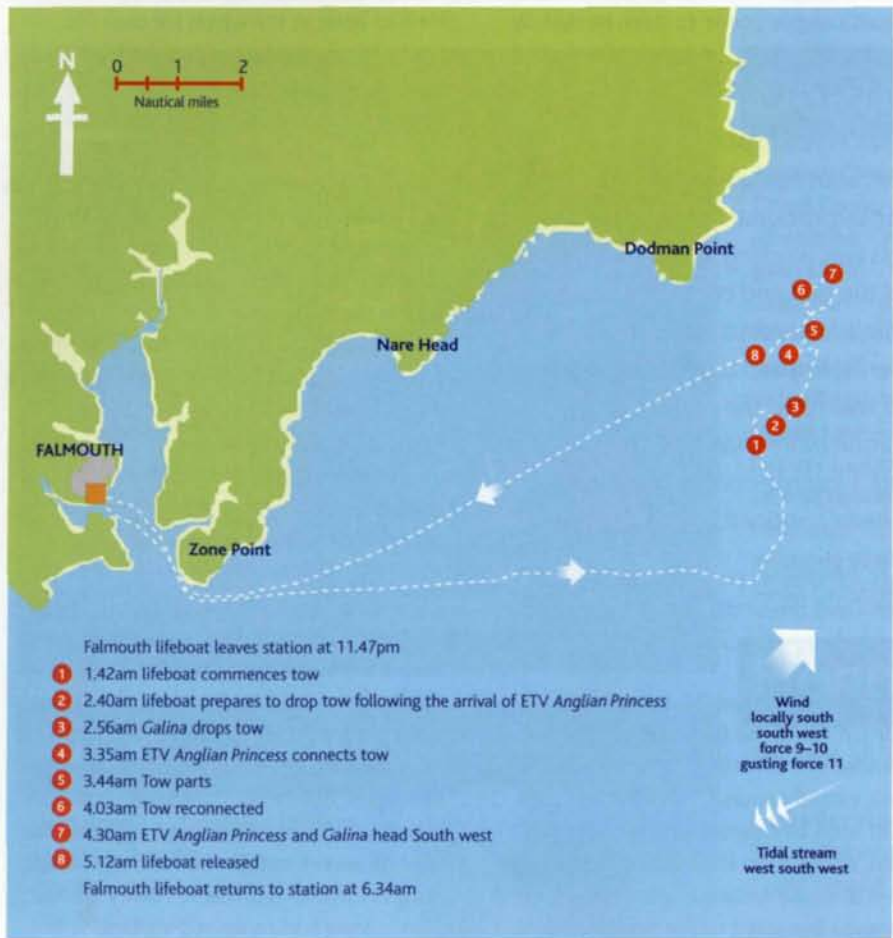 N
0 1 2
Nautical miles
Dodman Point
7
6
5
Nare Head
8 4
3
2
1
FALMOUTH
Zone Point
Falmouth lifeboat leaves station at 11.47pm
1 1.42am lifeboat commences tow
2 2.40am lifeboat prepares to drop tow following the arrival of ETV Anglian Princess
3 2.56am Galina drops tow
4 3.35am ETV Anglian Princess connects tow
5 3.44am Tow parts
6 4.03am Tow reconnected
7 4.30am ETV Anglian Princess and Galina head South west
8 5.12am lifeboat released
Falmouth lifeboat returns to station at 6.34am
Wind
locally south
south west
force 9–10
gusting force 11
Tidal stream
west south west